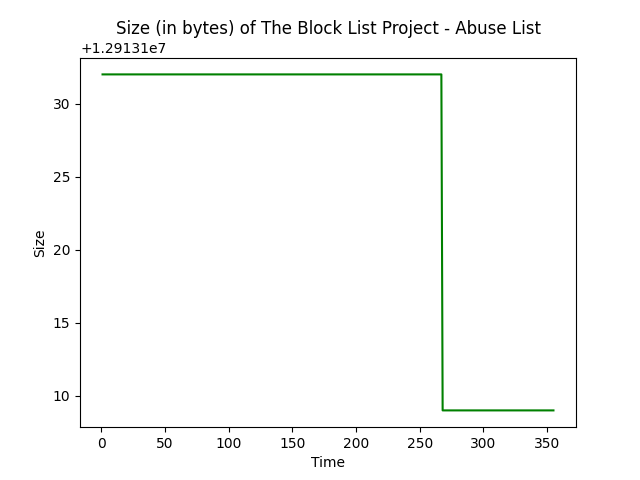 Size (in bytes) of The Block List Project - Abuse List
+1.29131e7
30
25
20
15
10
Size
0 50 100 150 200 250 300 350
Time